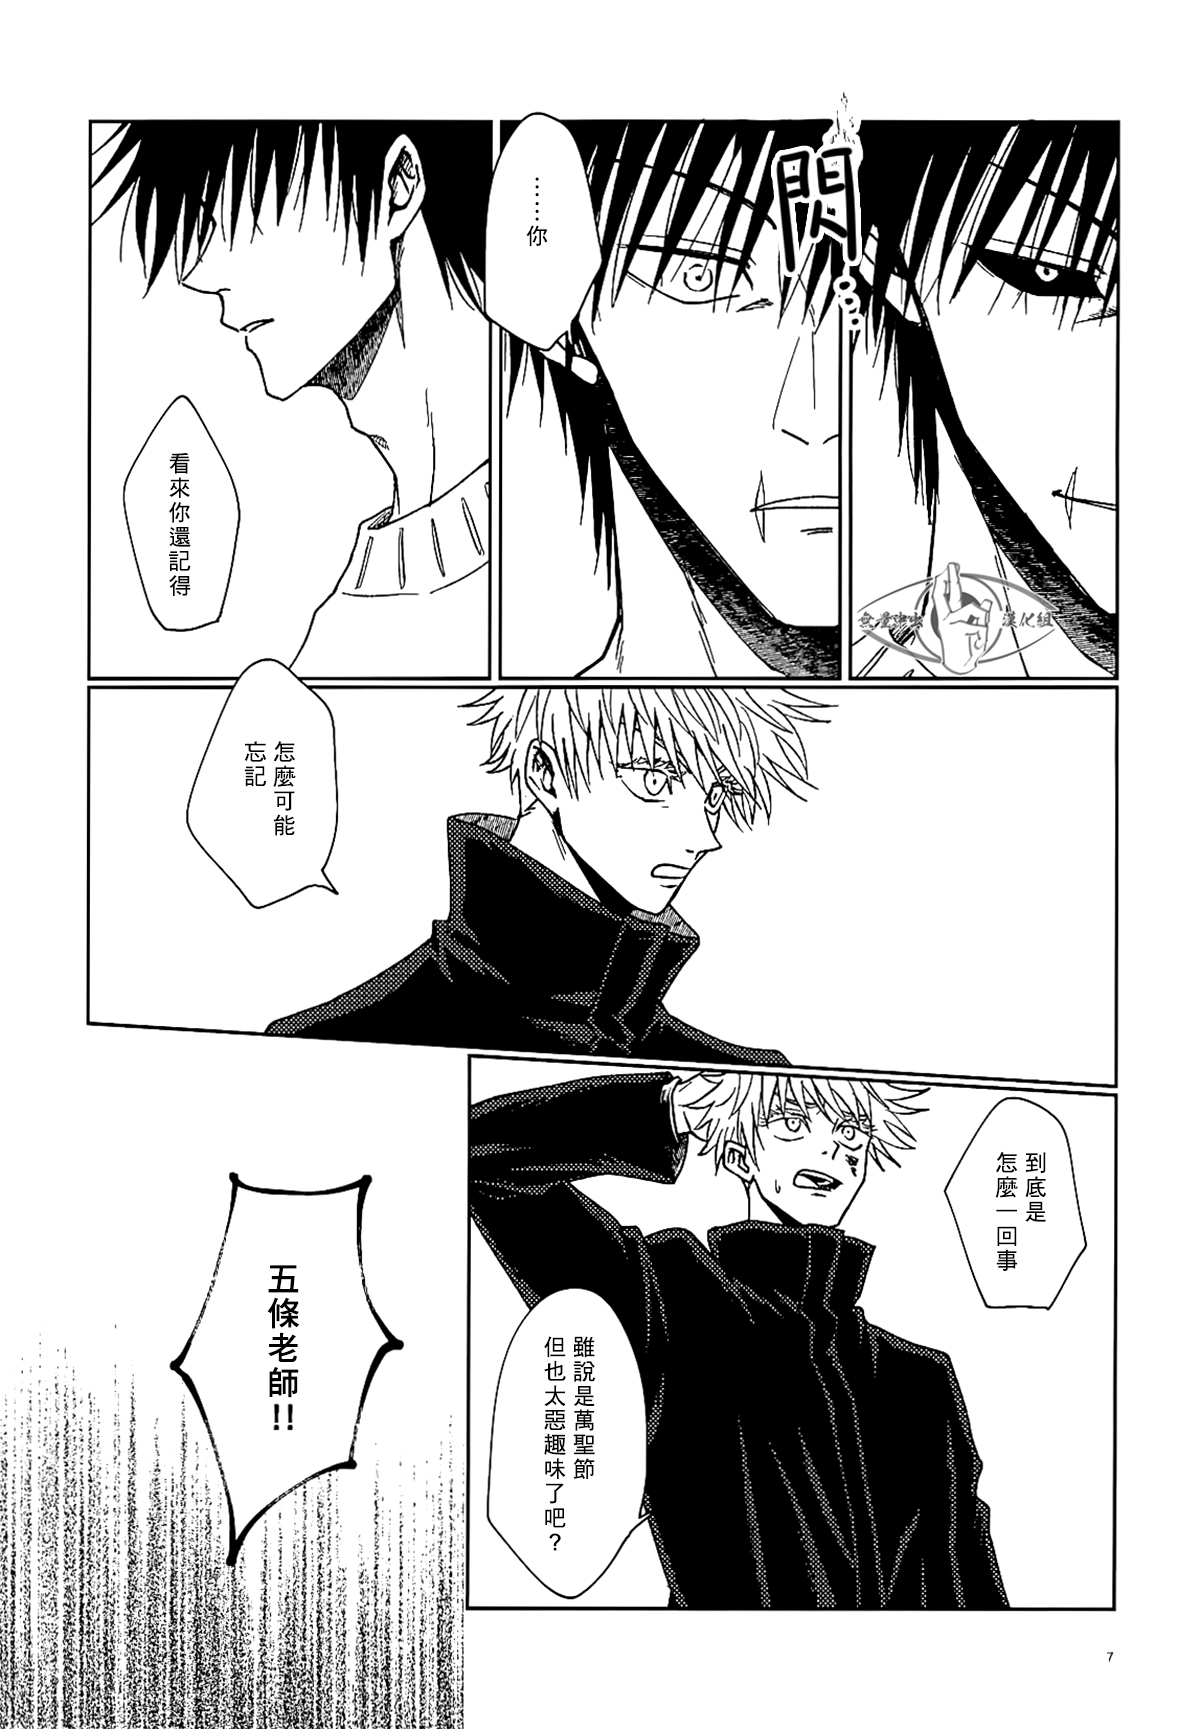 閃…
……你
看來你還記得
怎麼可能
忘記
到底是
怎麼一回事
雖說是萬聖節
但也太惡趣味了吧？
五條老師!!
漢化組
7